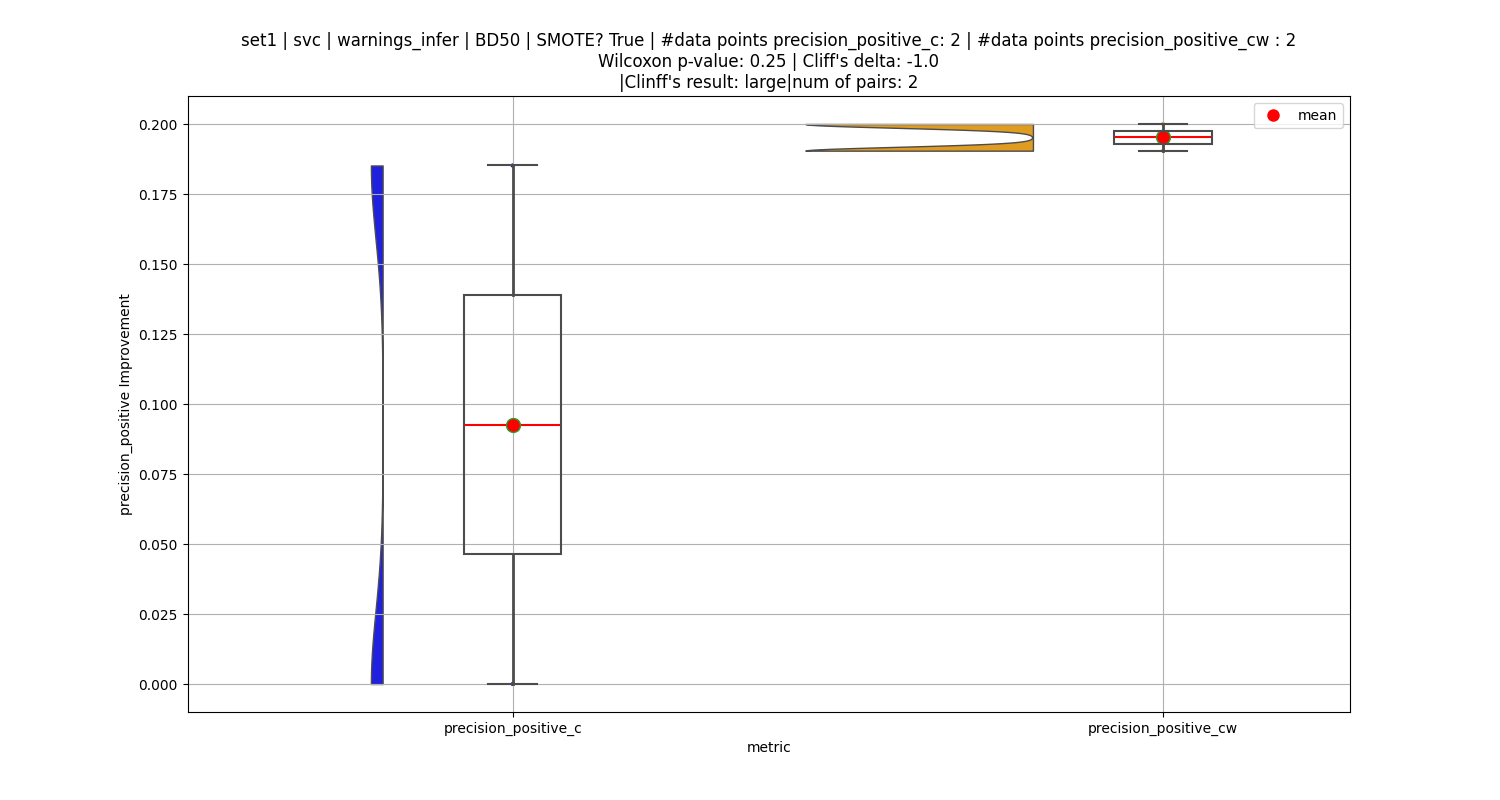 set1 | svc | warnings_infer | BD50 | SMOTE? True | #data points precision_positive_c: 2 | #data points precision_positive_cw : 2
Wilcoxon p-value: 0.25 | Cliff's delta: -1.0
|Clinff's result: large|num of pairs: 2
mean
0.200
0.175
0.150
0.125
0.100
0.075
0.050
0.025
0.000
precision_positive Improvement
precision_positive_c
precision_positive_cw
metric